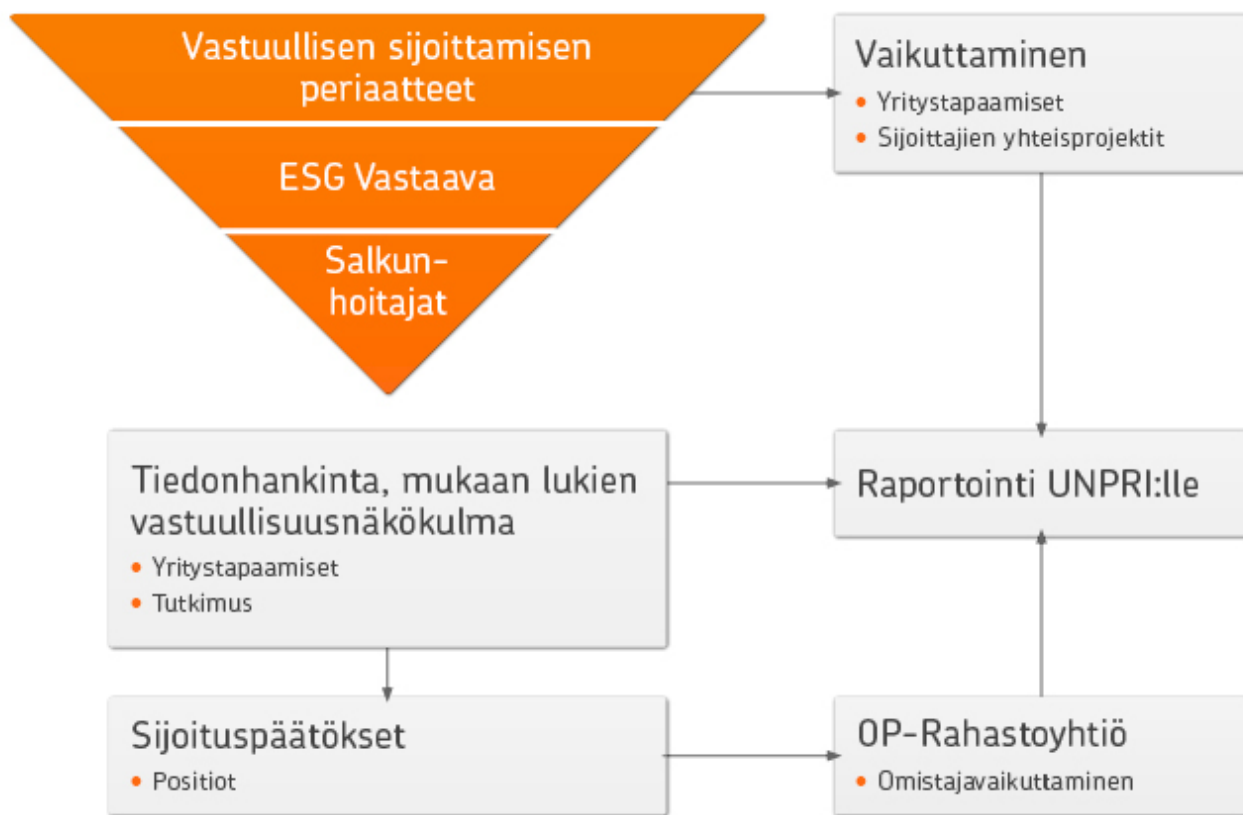 Vastuullisen sijoittamisen
periaatteet
ESG Vastaava
Salkun-
hoitajat
Vaikuttaminen
• Yritystapaamiset
• Sijoittajien yhteisprojektit
Tiedonhankinta, mukaan lukien
vastuullisuusnäkökulma
• Yritystapaamiset
• Tutkimus
Raportointi UNPRI:lle
Sijoituspäätökset
• Positiot
OP-Rahastoyhtiö
• Omistajavaikuttaminen